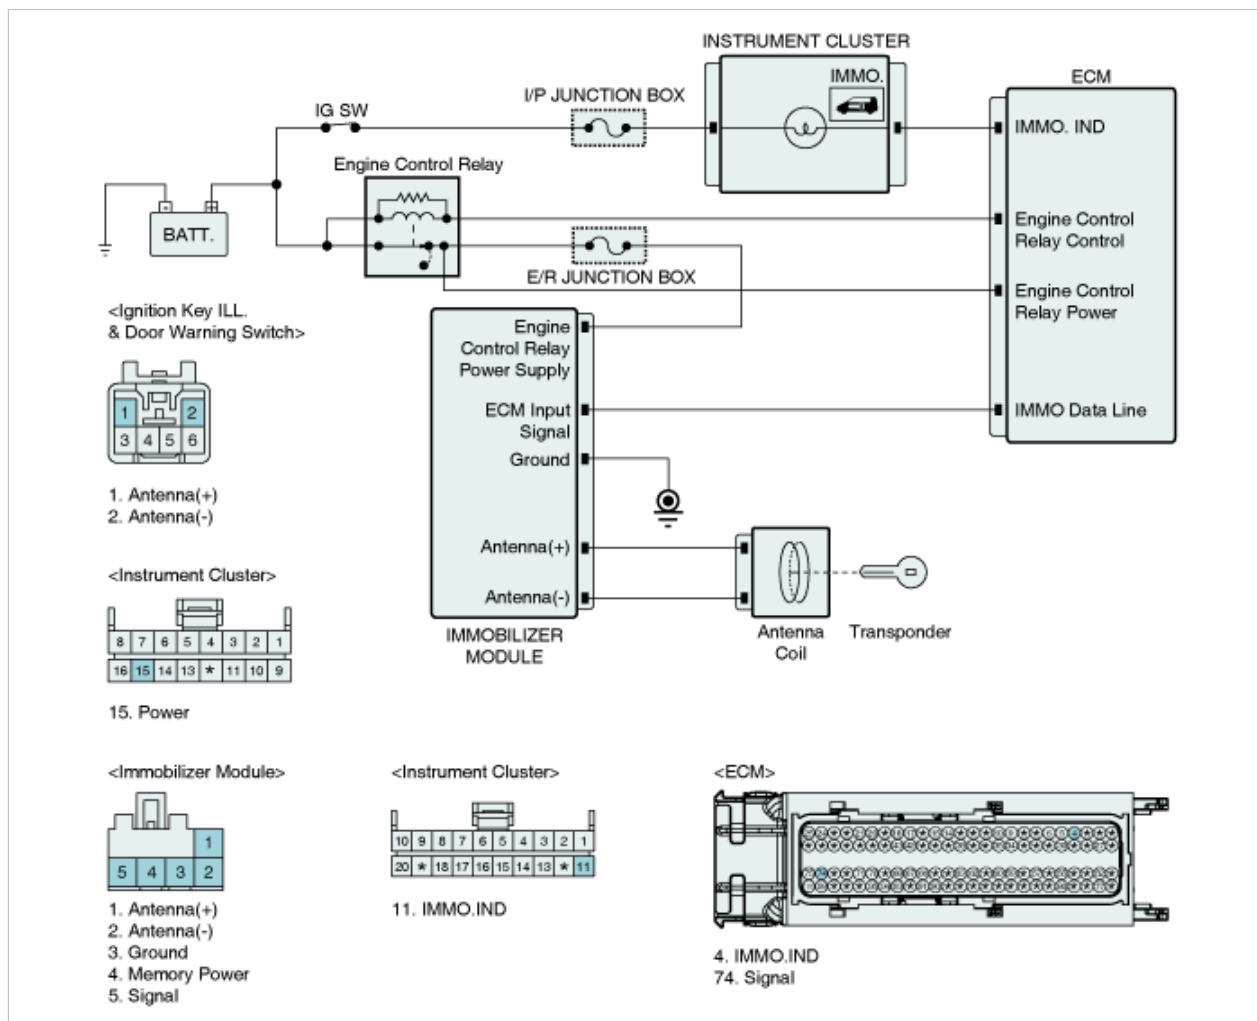 INSTRUMENT CLUSTER
IMMO.
ECM
I/P JUNCTION BOX
IG SW
IMMO. IND
Engine Control Relay
- +
BATT.
Engine Control
Relay Control
E/R JUNCTION BOX
Engine Control
Relay Power
<Ignition Key ILL.
& Door Warning Switch>
Engine
Control Relay
Power Supply
1 2
3 4 5 6
ECM Input
Signal
IMMO Data Line
Ground
1. Antenna(+)
2. Antenna(-)
Antenna(+)
Antenna(-)
<Instrument Cluster>
8 7 6 5 4 3 2 1
16 15 14 13 * 11 10 9
IMMOBILIZER
MODULE
Antenna
Coil
Transponder
15. Power
<Immobilizer Module>
1
5 4 3 2
1. Antenna(+)
2. Antenna(-)
3. Ground
4. Memory Power
5. Signal
<Instrument Cluster>
10 9 8 7 6 5 4 3 2 1
20 * 18 17 16 15 14 13 * 11
11. IMMO.IND
<ECM>
4. IMMO.IND
74. Signal